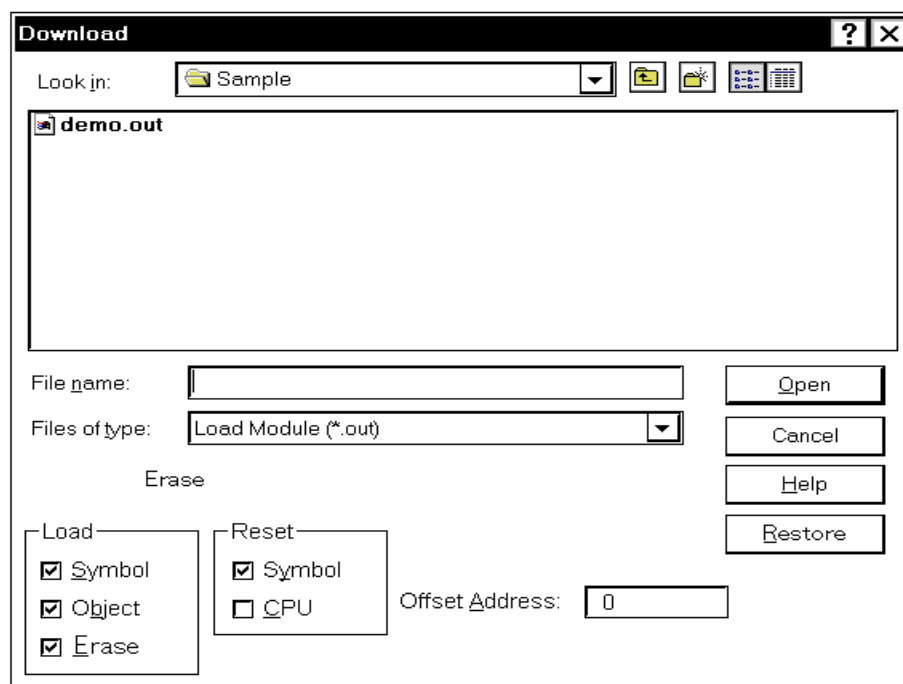 Download
Look in: Sample
demo.out
File name:
Open
Files of type: Load Module (*.out)
Cancel
Erase
Help
Restore
Load
Symbol
Object
Erase
Reset
Symbol
CPU
Offset Address: 0